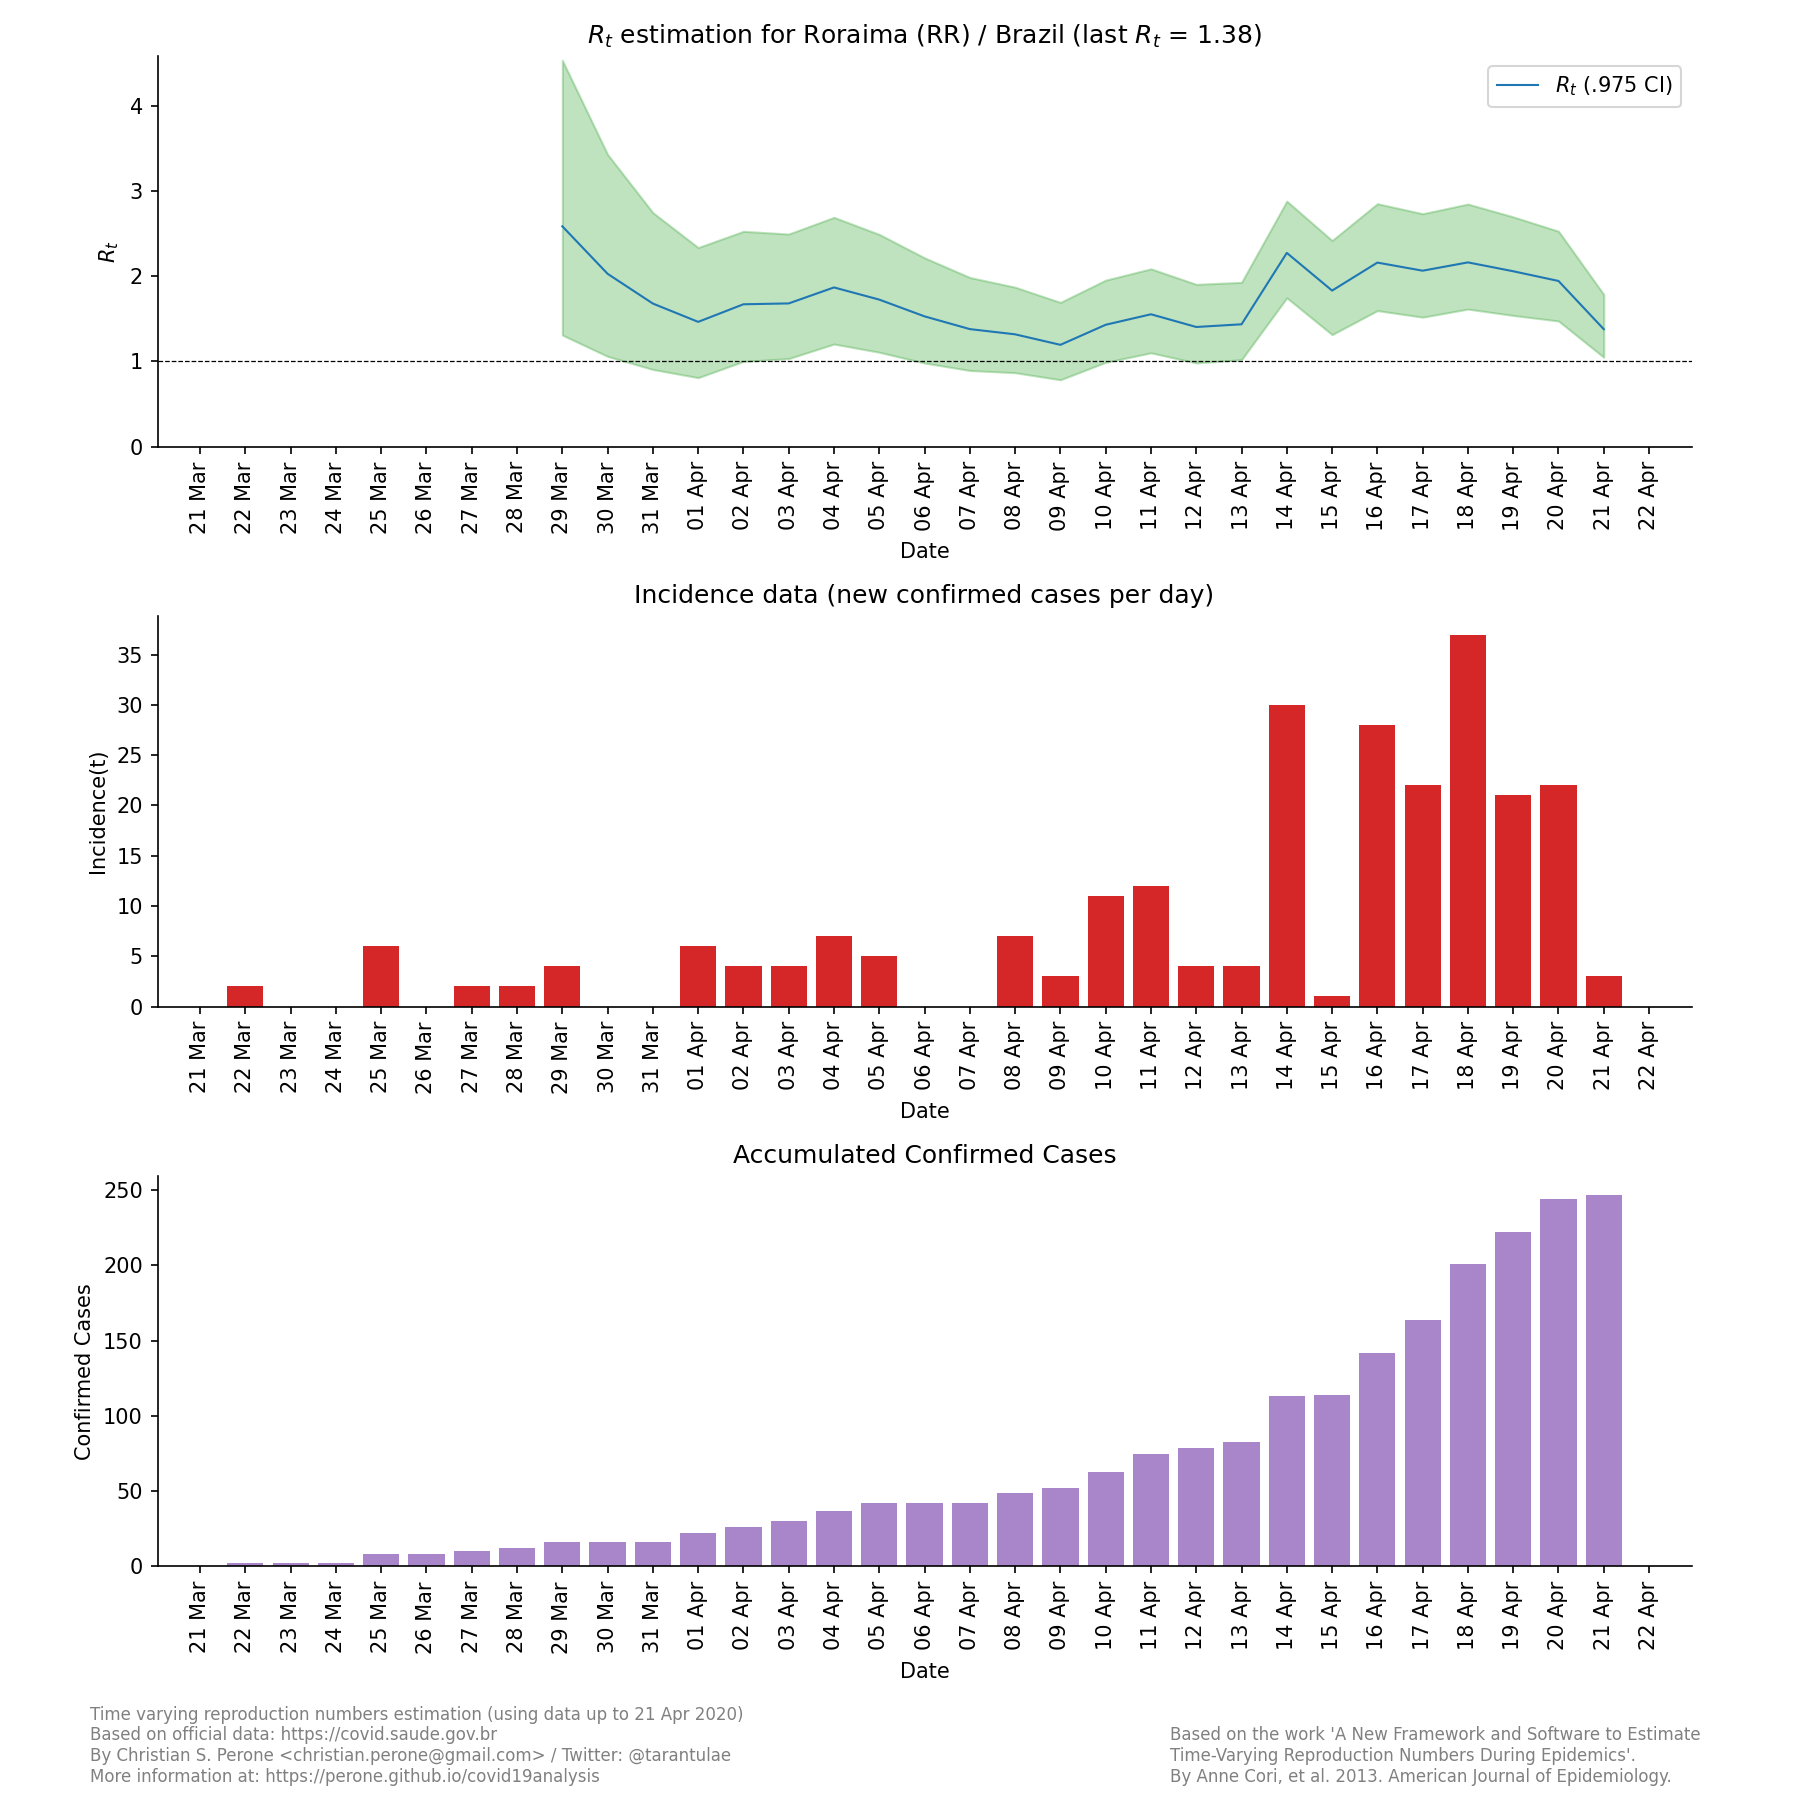 R_t estimation for Roraima (RR) / Brazil (last R_t = 1.38)
R_t (.975 CI)
R_t
4
3
2
1
0
21 Mar 22 Mar 23 Mar 24 Mar 25 Mar 26 Mar 27 Mar 28 Mar 29 Mar 30 Mar 31 Mar 01 Apr 02 Apr 03 Apr 04 Apr 05 Apr 06 Apr 07 Apr 08 Apr 09 Apr 10 Apr 11 Apr 12 Apr 13 Apr 14 Apr 15 Apr 16 Apr 17 Apr 18 Apr 19 Apr 20 Apr 21 Apr 22 Apr
Date
Incidence data (new confirmed cases per day)
Incidence(t)
35
30
25
20
15
10
5
0
21 Mar 22 Mar 23 Mar 24 Mar 25 Mar 26 Mar 27 Mar 28 Mar 29 Mar 30 Mar 31 Mar 01 Apr 02 Apr 03 Apr 04 Apr 05 Apr 06 Apr 07 Apr 08 Apr 09 Apr 10 Apr 11 Apr 12 Apr 13 Apr 14 Apr 15 Apr 16 Apr 17 Apr 18 Apr 19 Apr 20 Apr 21 Apr 22 Apr
Date
Accumulated Confirmed Cases
Confirmed Cases
250
200
150
100
50
0
21 Mar 22 Mar 23 Mar 24 Mar 25 Mar 26 Mar 27 Mar 28 Mar 29 Mar 30 Mar 31 Mar 01 Apr 02 Apr 03 Apr 04 Apr 05 Apr 06 Apr 07 Apr 08 Apr 09 Apr 10 Apr 11 Apr 12 Apr 13 Apr 14 Apr 15 Apr 16 Apr 17 Apr 18 Apr 19 Apr 20 Apr 21 Apr 22 Apr
Date
Time varying reproduction numbers estimation (using data up to 21 Apr 2020)
Based on official data: https://covid.saude.gov.br
By Christian S. Perone <christian.perone@gmail.com> / Twitter: @tarantulae
More information at: https://perone.github.io/covid19analysis
Based on the work 'A New Framework and Software to Estimate
Time-Varying Reproduction Numbers During Epidemics'.
By Anne Cori, et al. 2013. American Journal of Epidemiology.